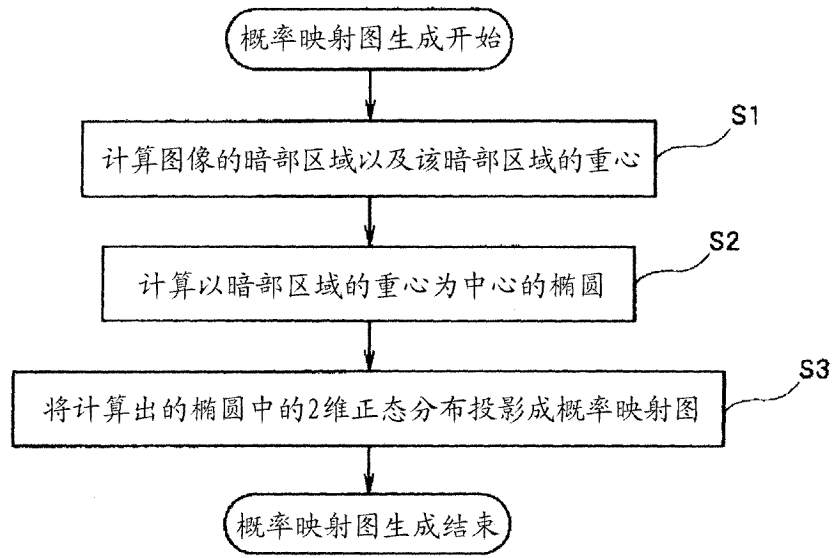 概率映射图生成开始
S1
计算图像的暗部区域以及该暗部区域的重心
S2
计算以暗部区域的重心为中心的椭圆
S3
将计算出的椭圆中的2维正态分布投影成概率映射图
概率映射图生成结束